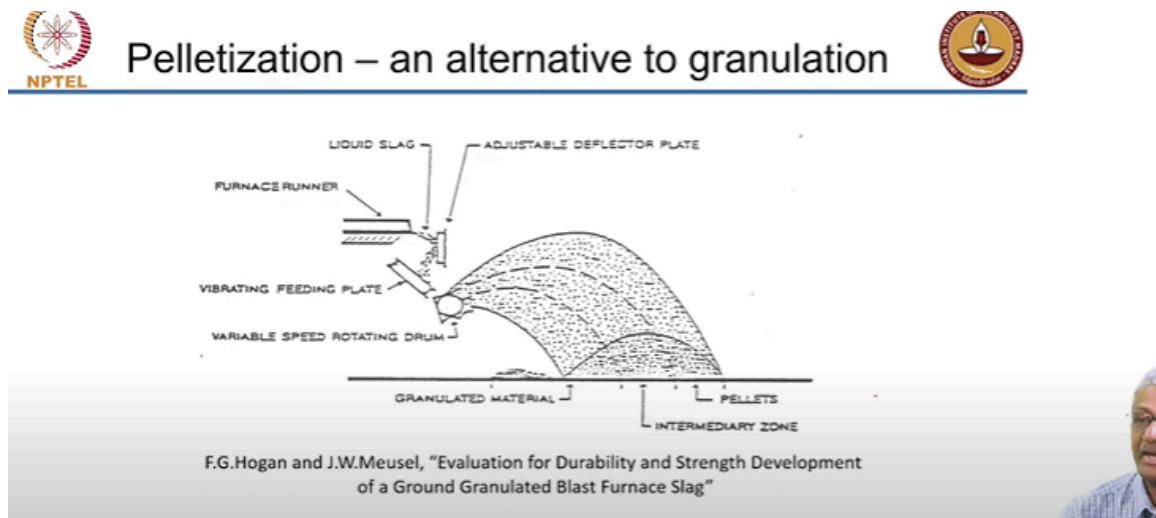 NPTEL
Pelletization – an alternative to granulation
LIQUID SLAG
ADJUSTABLE DEFLECTOR PLATE
FURNACE RUNNER
VIBRATING FEEDING PLATE
VARIABLE SPEED ROTATING DRUM
GRANULATED MATERIAL
PELLETS
INTERMEDIARY ZONE
F.G.Hogan and J.W.Meusel, “Evaluation for Durability and Strength Development
of a Ground Granulated Blast Furnace Slag”